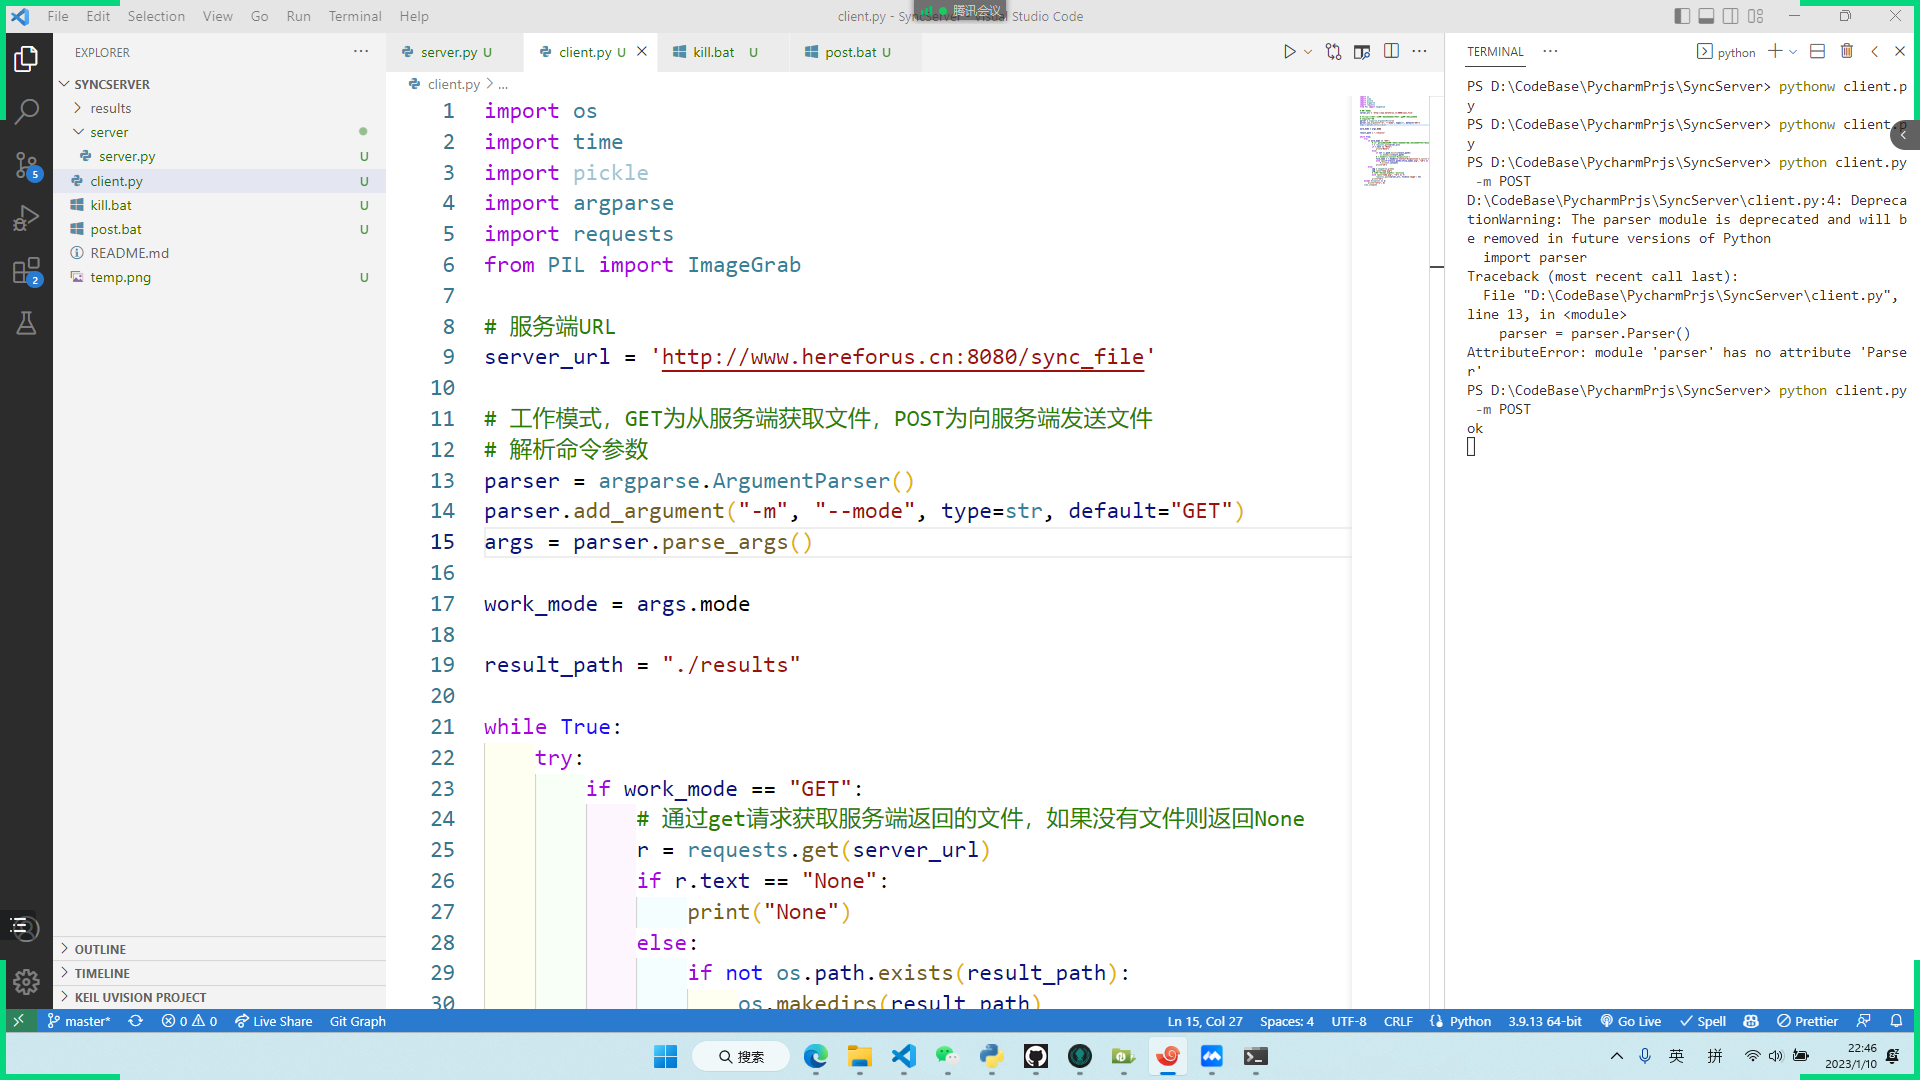 File Edit Selection View Go Run Terminal Help
腾讯会议
EXPLORER
SYNCSERVER
results
server
server.py U
client.py U
kill.bat U
post.bat U
README.md
temp.png U
OUTLINE
TIMELINE
KEIL UVISION PROJECT
5
2
server.py U client.py U kill.bat U post.bat U
client.py > ...
1 import os
2 import time
3 import pickle
4 import argparse
5 import requests
6 from PIL import ImageGrab
7
8 # 服务端URL
9 server_url = 'http://www.hereforus.cn:8080/sync_file'
10
11 # 工作模式，GET为从服务端获取文件，POST为向服务端发送文件
12 # 解析命令参数
13 parser = argparse.ArgumentParser()
14 parser.add_argument("-m", "--mode", type=str, default="GET")
15 args = parser.parse_args()
16
17 work_mode = args.mode
18
19 result_path = "./results"
20
21 while True:
22 try:
23 if work_mode == "GET":
24 # 通过get请求获取服务端返回的文件，如果没有文件则返回None
25 r = requests.get(server_url)
26 if r.text == "None":
27 print("None")
28 else:
29 if not os.path.exists(result_path):
30 os.makedirs(result_path)
TERMINAL
python
PS D:\CodeBase\PycharmPrjs\SyncServer> pythonw client.p
y
PS D:\CodeBase\PycharmPrjs\SyncServer> pythonw client.p
y
PS D:\CodeBase\PycharmPrjs\SyncServer> python client.py
-m POST
D:\CodeBase\PycharmPrjs\SyncServer\client.py:4: Depreca
tionWarning: The parser module is deprecated and will b
e removed in future versions of Python
import parser
Traceback (most recent call last):
File "D:\CodeBase\PycharmPrjs\SyncServer\client.py",
line 13, in <module>
parser = parser.Parser()
AttributeError: module 'parser' has no attribute 'Parse
r'
PS D:\CodeBase\PycharmPrjs\SyncServer> python client.py
-m POST
ok
master* 0 0 Live Share Git Graph
Ln 15, Col 27 Spaces: 4 UTF-8 CRLF Python 3.9.13 64-bit Go Live Spell Prettier
搜索
英 拼
22:46
2023/1/10